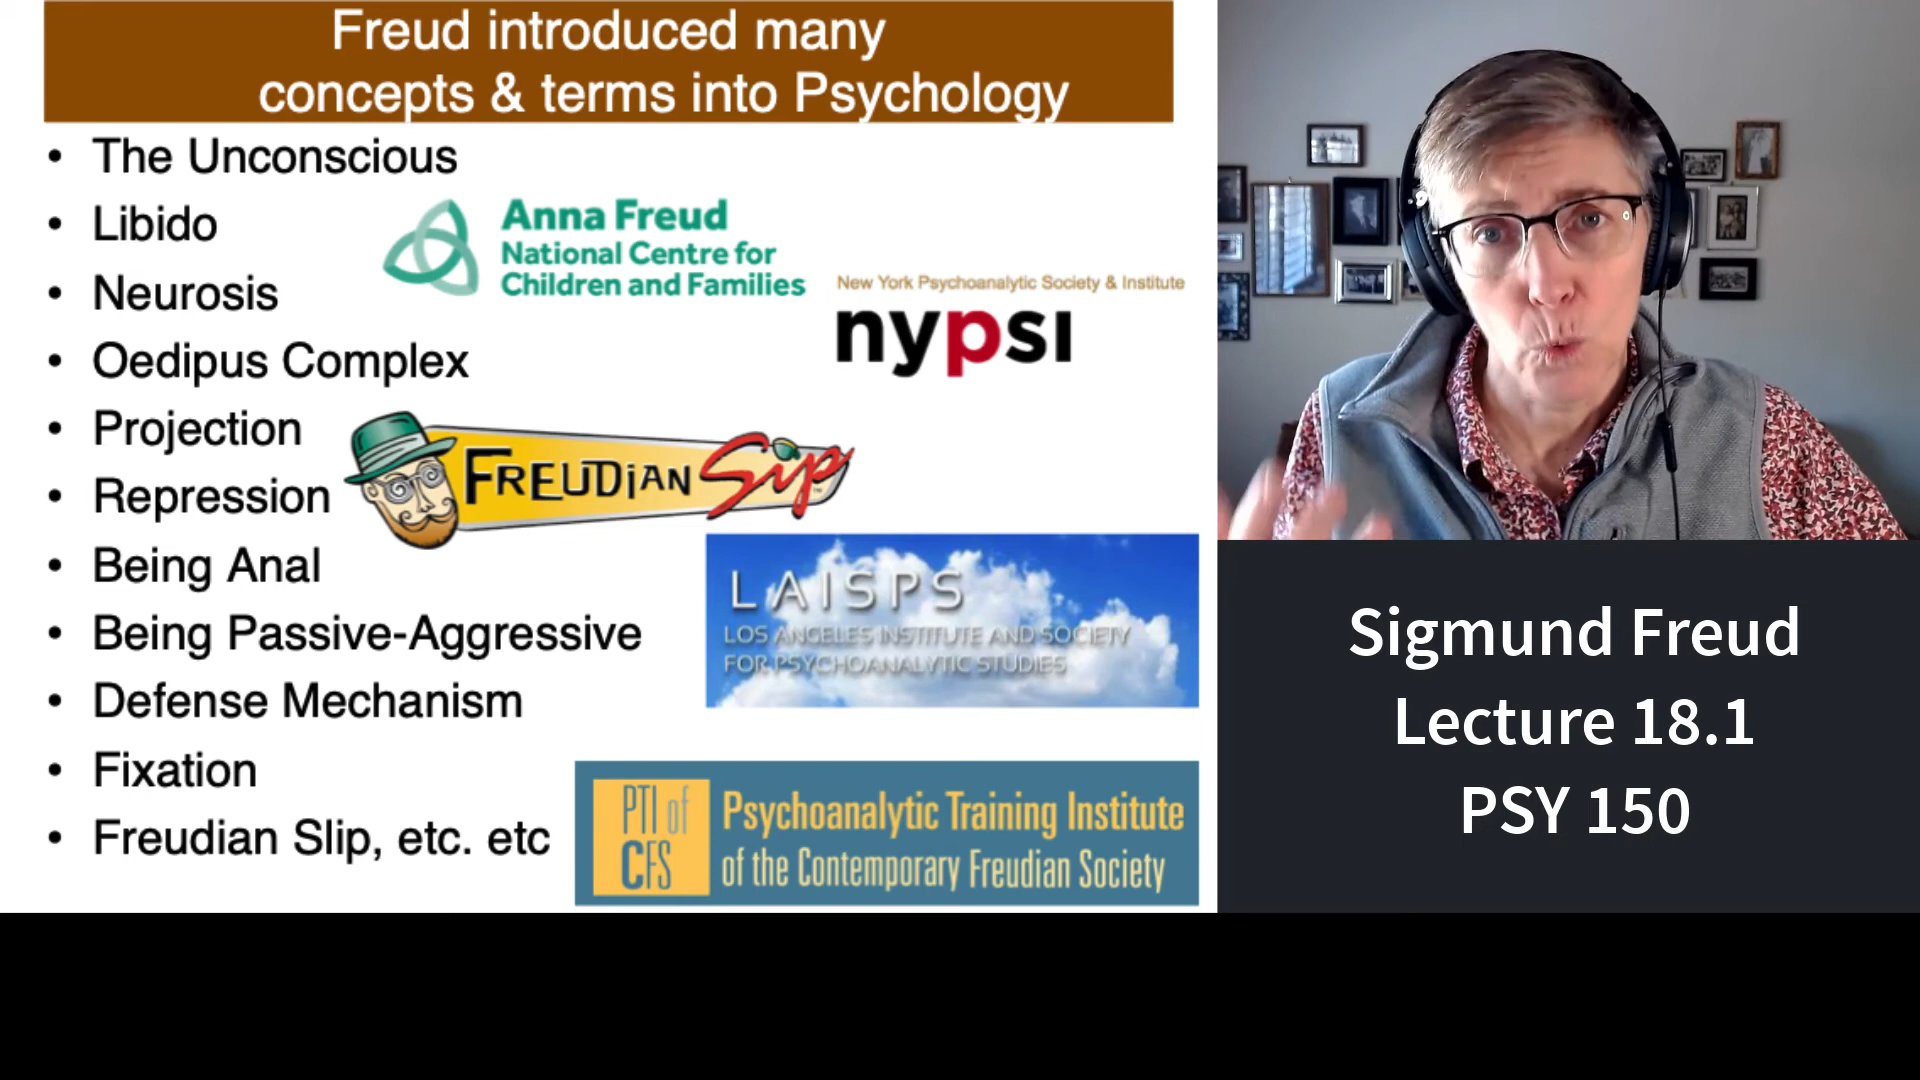 Freud introduced many
concepts & terms into Psychology
• The Unconscious
• Libido
• Neurosis
• Oedipus Complex
• Projection
• Repression
• Being Anal
• Being Passive-Aggressive
• Defense Mechanism
• Fixation
• Freudian Slip, etc. etc
Anna Freud
National Centre for
Children and Families
New York Psychoanalytic Society & Institute
nypsi
FREUDiAN Sip
LAISPS
LOS ANGELES INSTITUTE AND SOCIETY
FOR PSYCHOANALYTIC STUDIES
PTI of
CFS
Psychoanalytic Training Institute
of the Contemporary Freudian Society
Sigmund Freud
Lecture 18.1
PSY 150